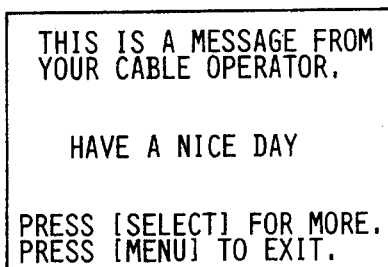 THIS IS A MESSAGE FROM
YOUR CABLE OPERATOR.
HAVE A NICE DAY
PRESS [SELECT] FOR MORE.
PRESS [MENU] TO EXIT.